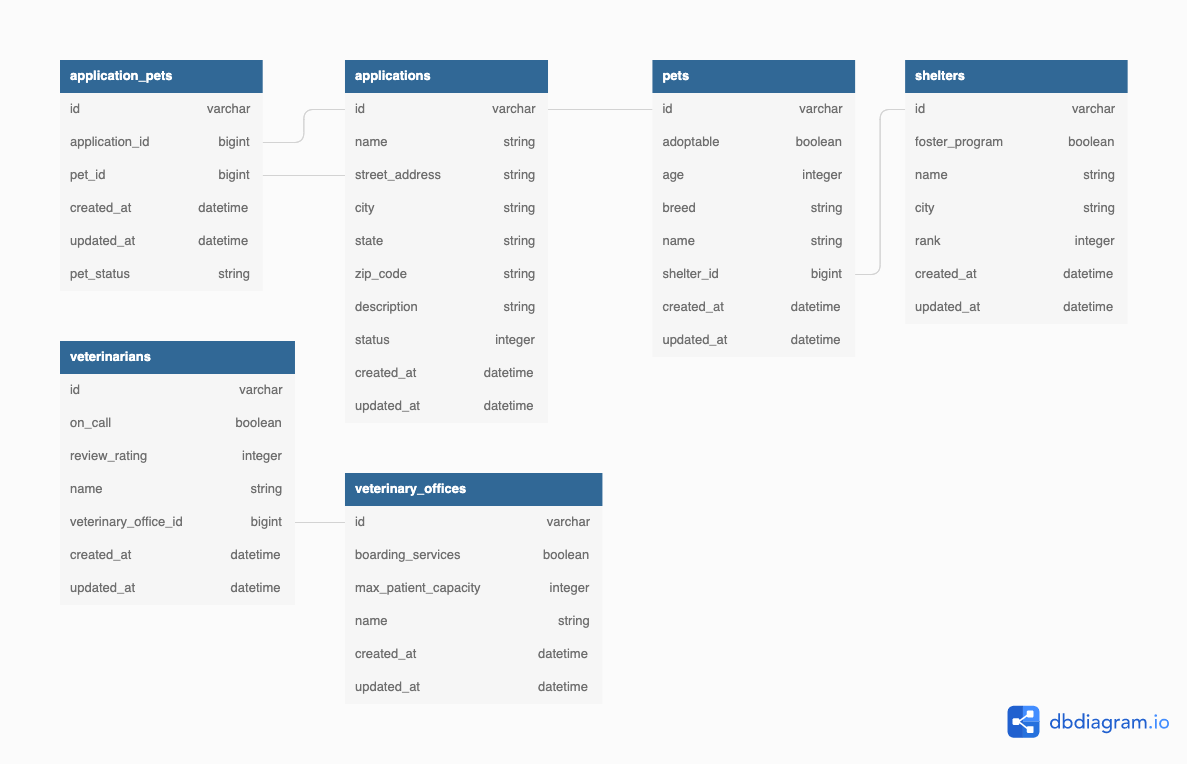 application_pets
id varchar
application_id bigint
pet_id bigint
created_at datetime
updated_at datetime
pet_status string
applications
id varchar
name string
street_address string
city string
state string
zip_code string
description string
status integer
created_at datetime
updated_at datetime
pets
id varchar
adoptable boolean
age integer
breed string
name string
shelter_id bigint
created_at datetime
updated_at datetime
shelters
id varchar
foster_program boolean
name string
city string
rank integer
created_at datetime
updated_at datetime
veterinarians
id varchar
on_call boolean
review_rating integer
name string
veterinary_office_id bigint
created_at datetime
updated_at datetime
veterinary_offices
id varchar
boarding_services boolean
max_patient_capacity integer
name string
created_at datetime
updated_at datetime
dbdiagram.io